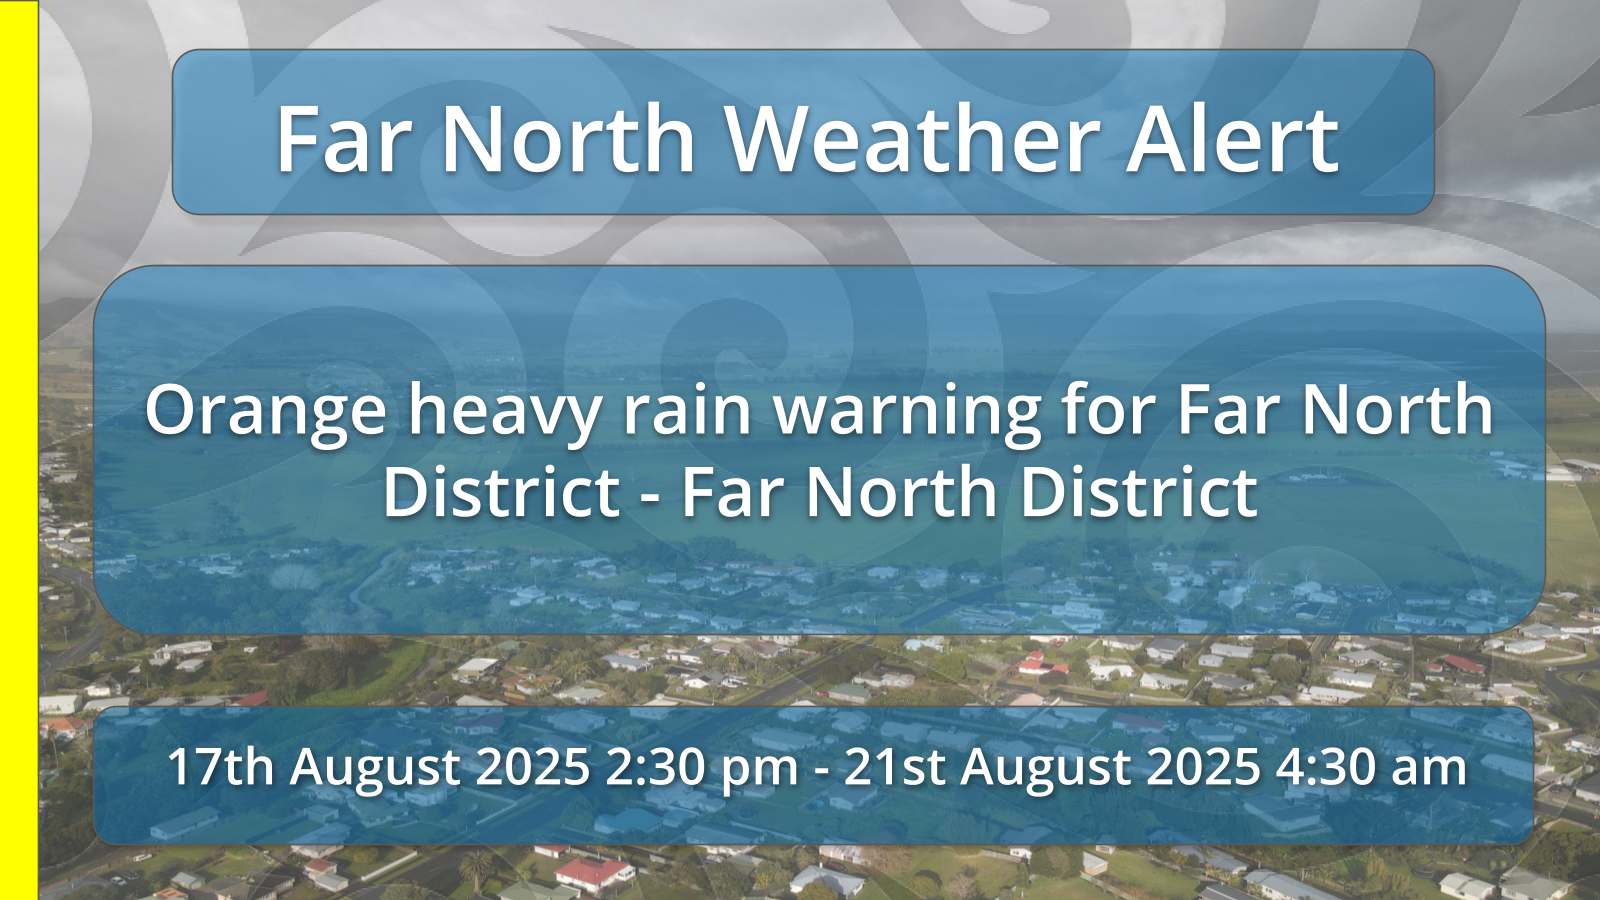 Far North Weather Alert
Orange heavy rain warning for Far North
District - Far North District
17th August 2025 2:30 pm - 21st August 2025 4:30 am